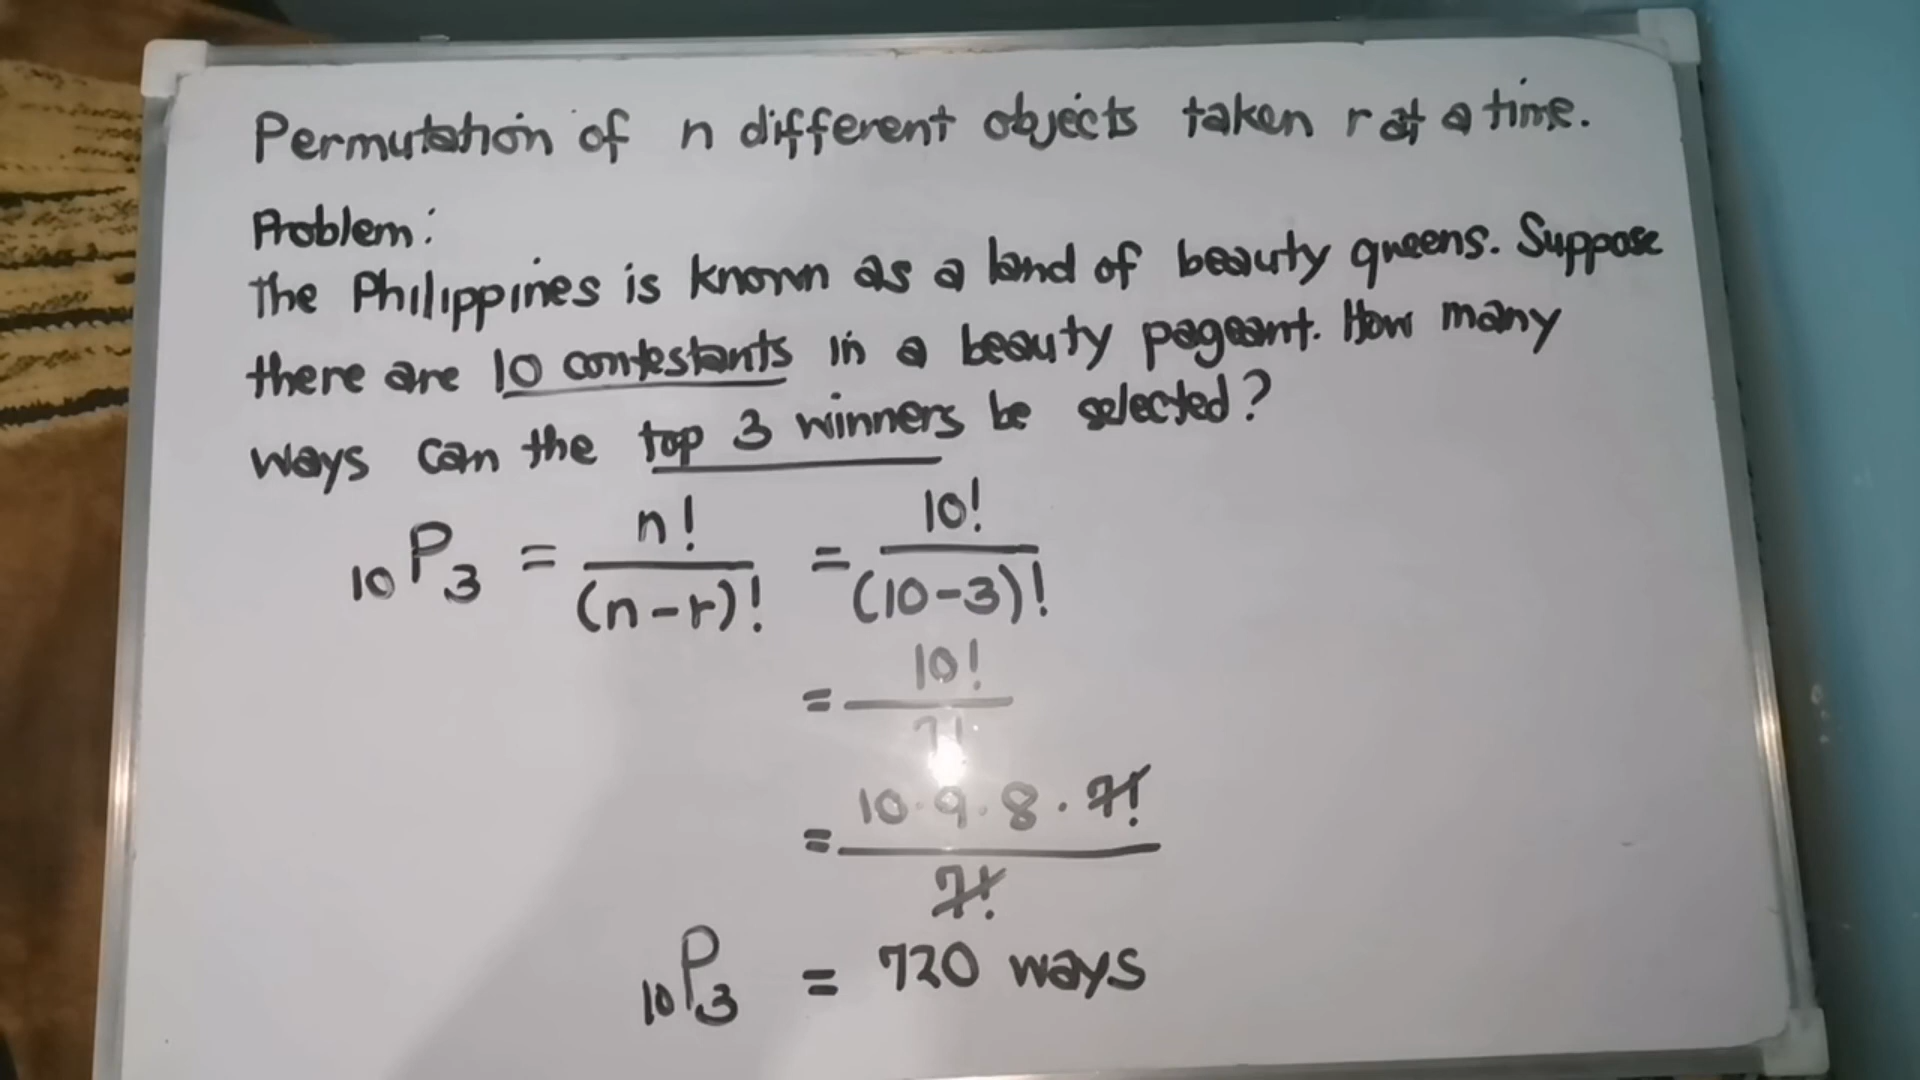 Permutation of n different objects taken r at a time.
Problem:
The Philippines is known as a land of beauty queens. Suppose
there are 10 contestants in a beauty pageant. How many
ways can the top 3 winners be selected?
₁₀P₃ = n!/(n-r)! = 10!/(10-3)!
= 10!/7!
= 10·9·8·7!/7!
₁₀P₃ = 720 ways